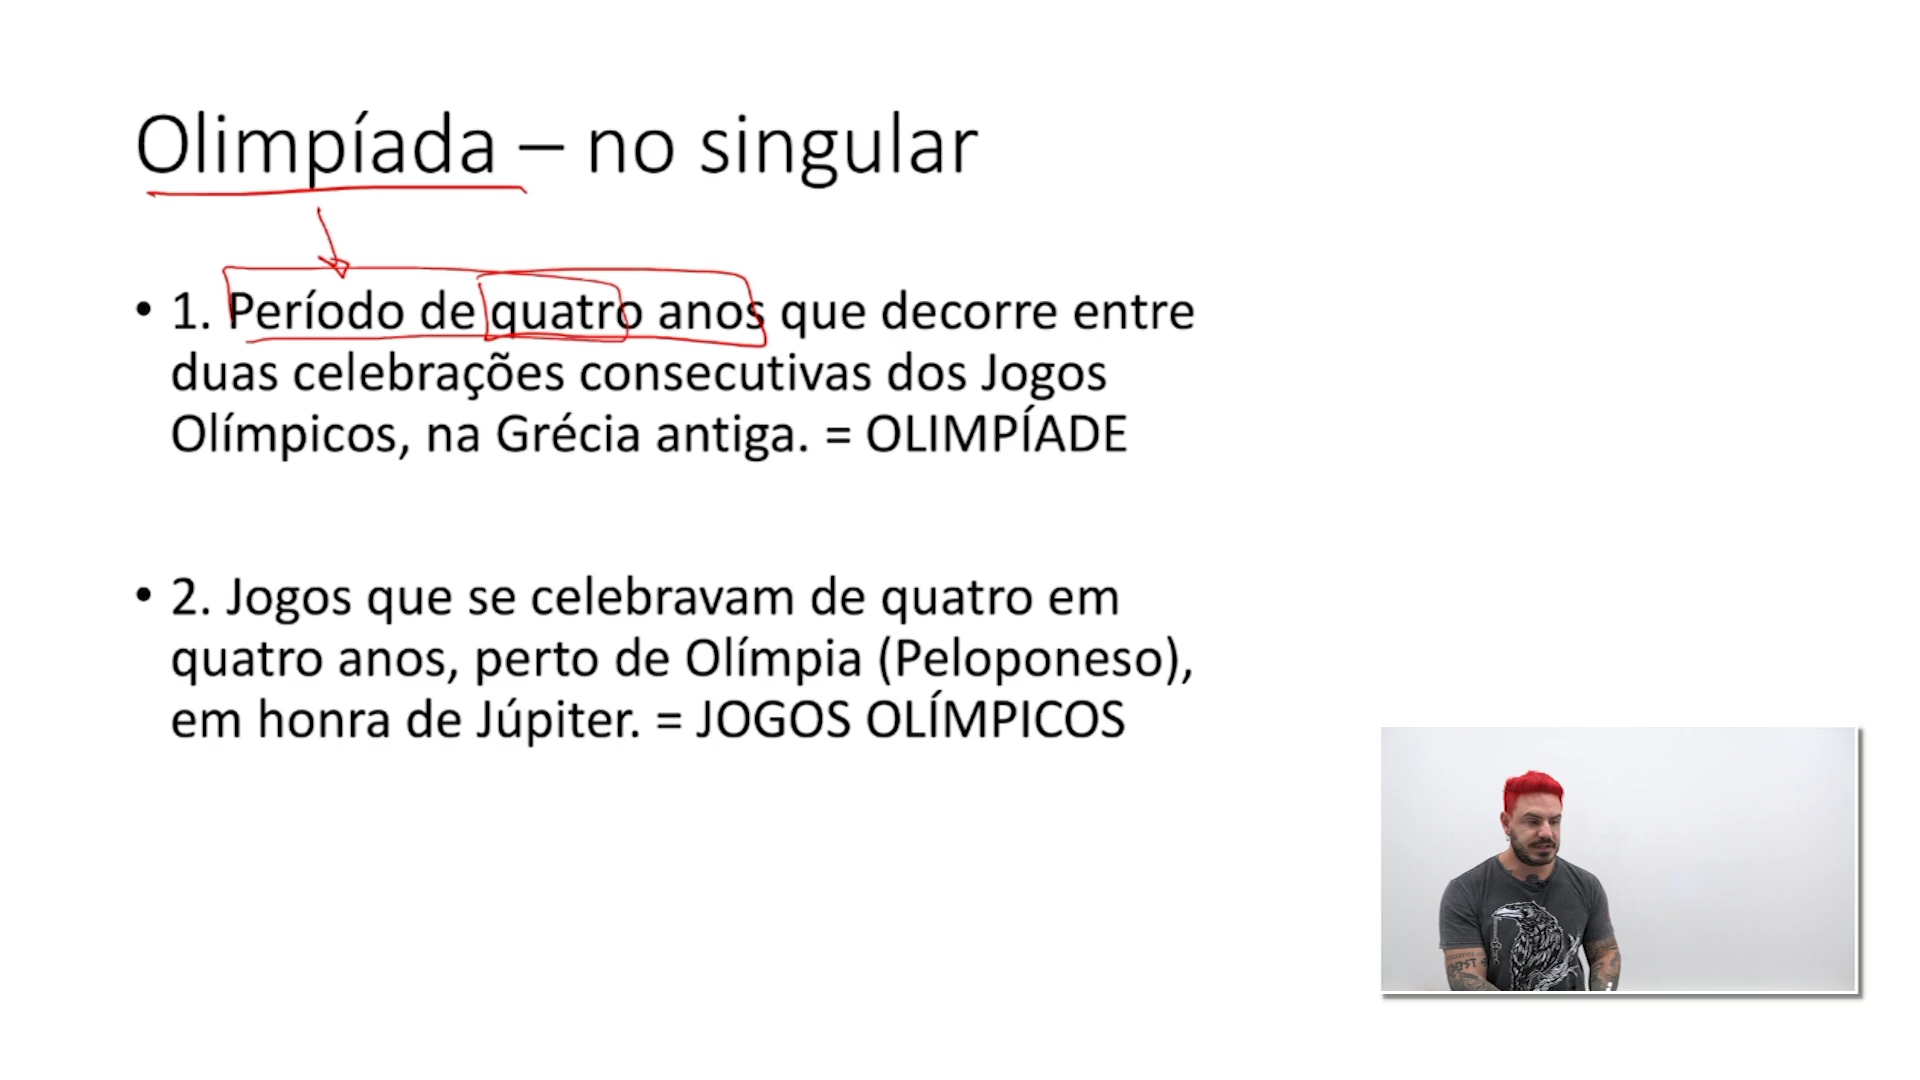 Olimpíada – no singular
• 1. Período de quatro anos que decorre entre
duas celebrações consecutivas dos Jogos
Olímpicos, na Grécia antiga. = OLIMPÍADE
• 2. Jogos que se celebravam de quatro em
quatro anos, perto de Olímpia (Peloponeso),
em honra de Júpiter. = JOGOS OLÍMPICOS